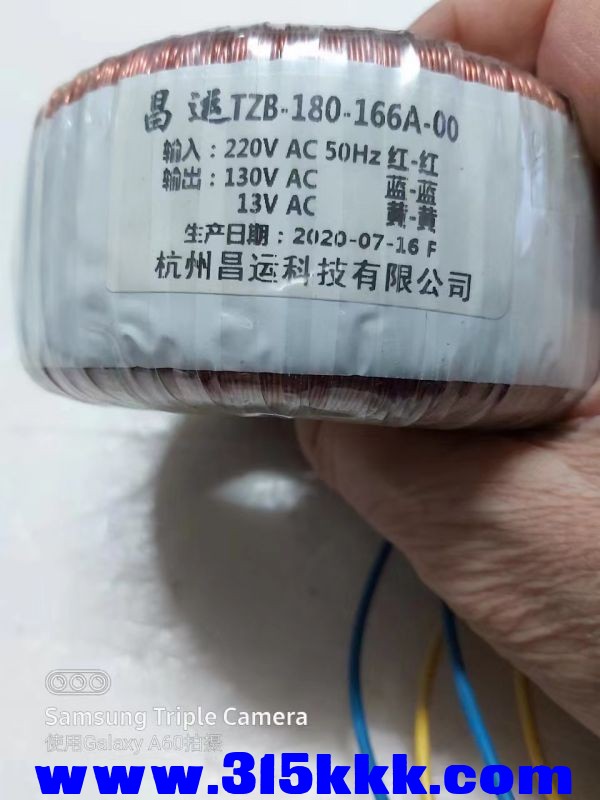 昌运TZB-180-166A-00
输入：220V AC 50Hz 红-红
输出：130V AC 蓝-蓝
13V AC 黄-黄
生产日期：2020-07-16 F
杭州昌运科技有限公司
Samsung Triple Camera
使用Galaxy A60拍摄
www.315kkk.com